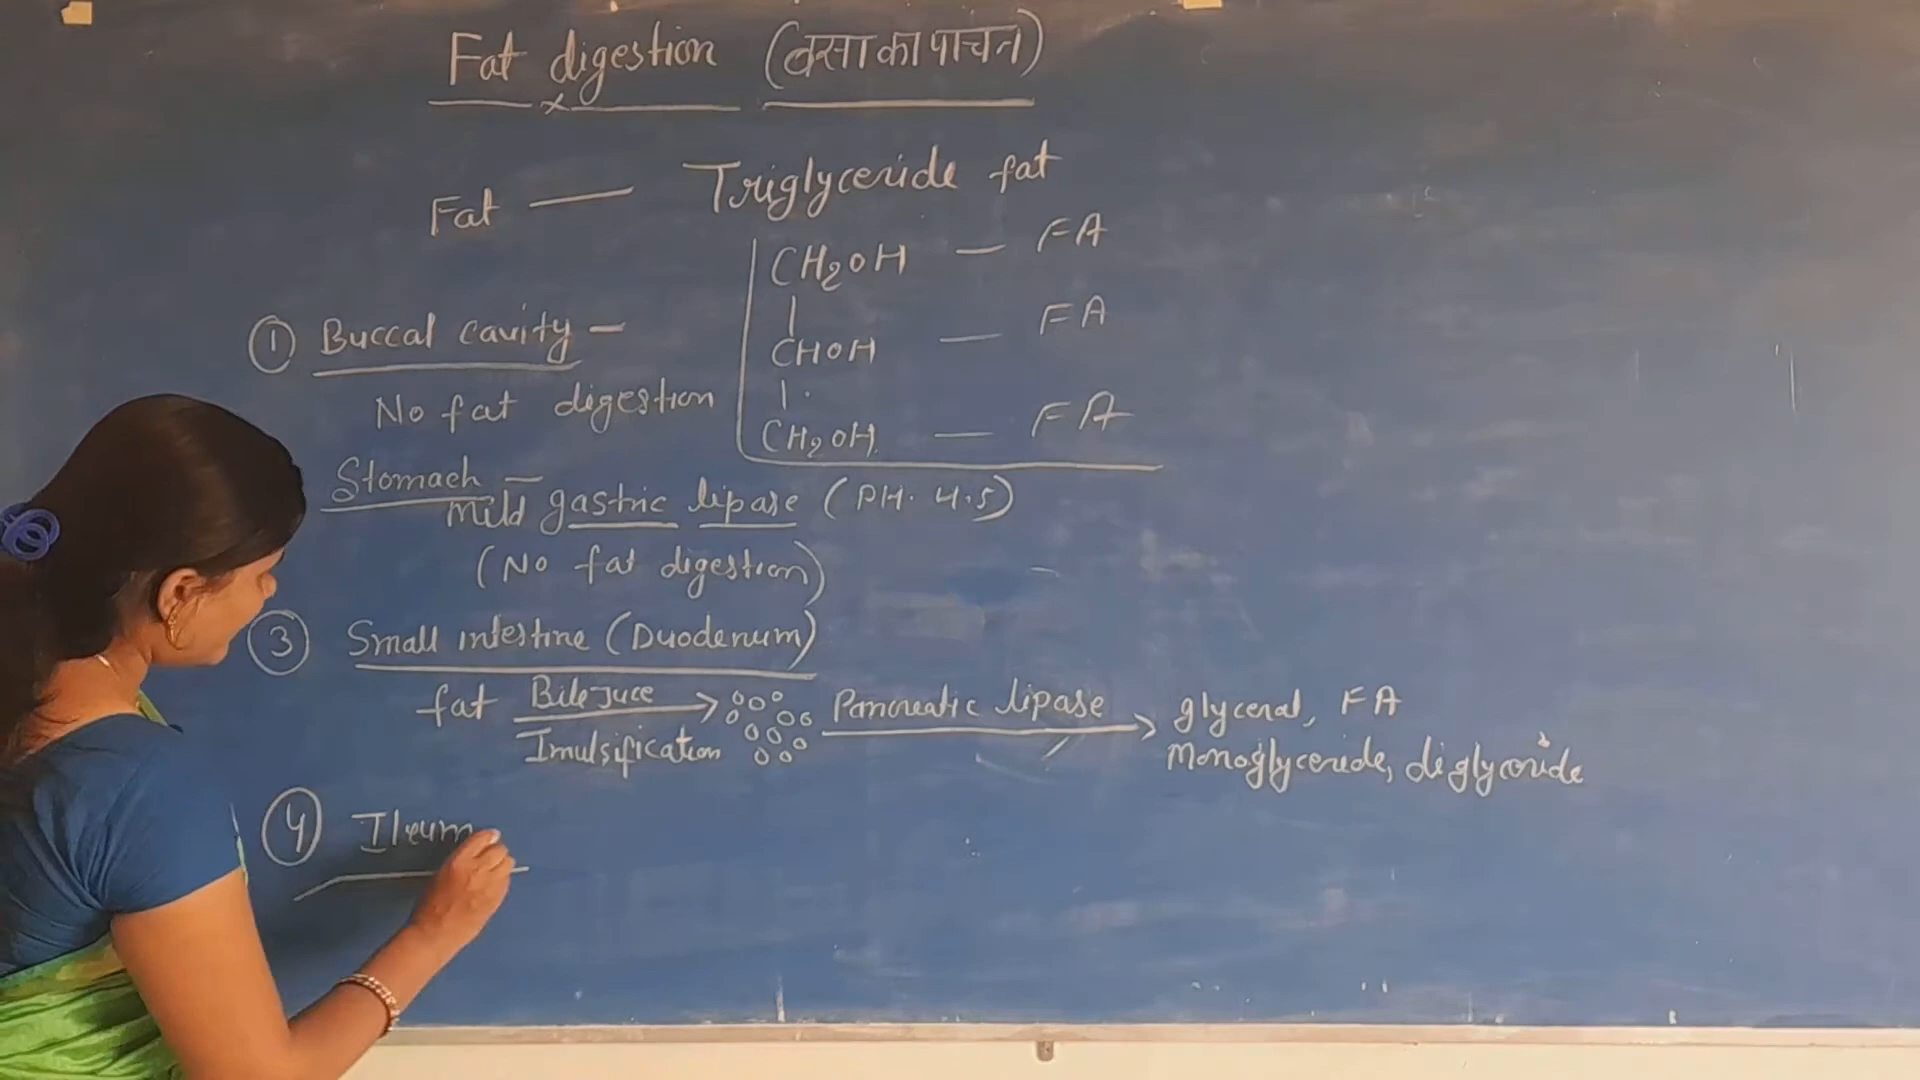 Fat digestion (वसा का पाचन)
Fat — Triglyceride fat
CH2OH — FA
CHOH — FA
CH2OH — FA
① Buccal cavity —
No fat digestion
Stomach —
mild gastric lipase (PH. 4.5)
(No fat digestion)
③ Small intestine (Duodenum)
fat Bile Juce → Pancreatic lipase → glyceral, FA
Imulsification Monoglyceride, diglyceride
④ Ileum